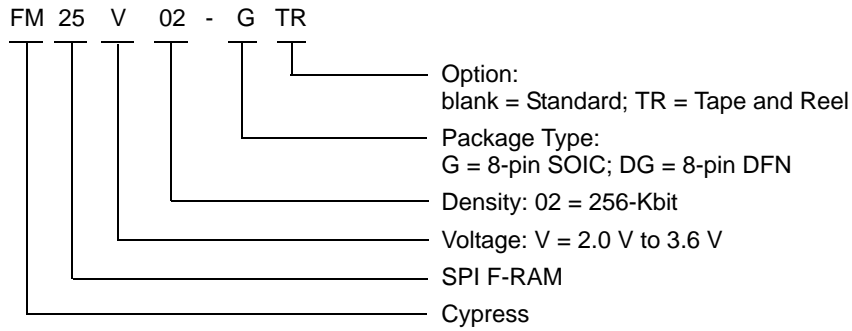 FM 25 V 02 - G TR
Option:
blank = Standard; TR = Tape and Reel
Package Type:
G = 8-pin SOIC; DG = 8-pin DFN
Density: 02 = 256-Kbit
Voltage: V = 2.0 V to 3.6 V
SPI F-RAM
Cypress